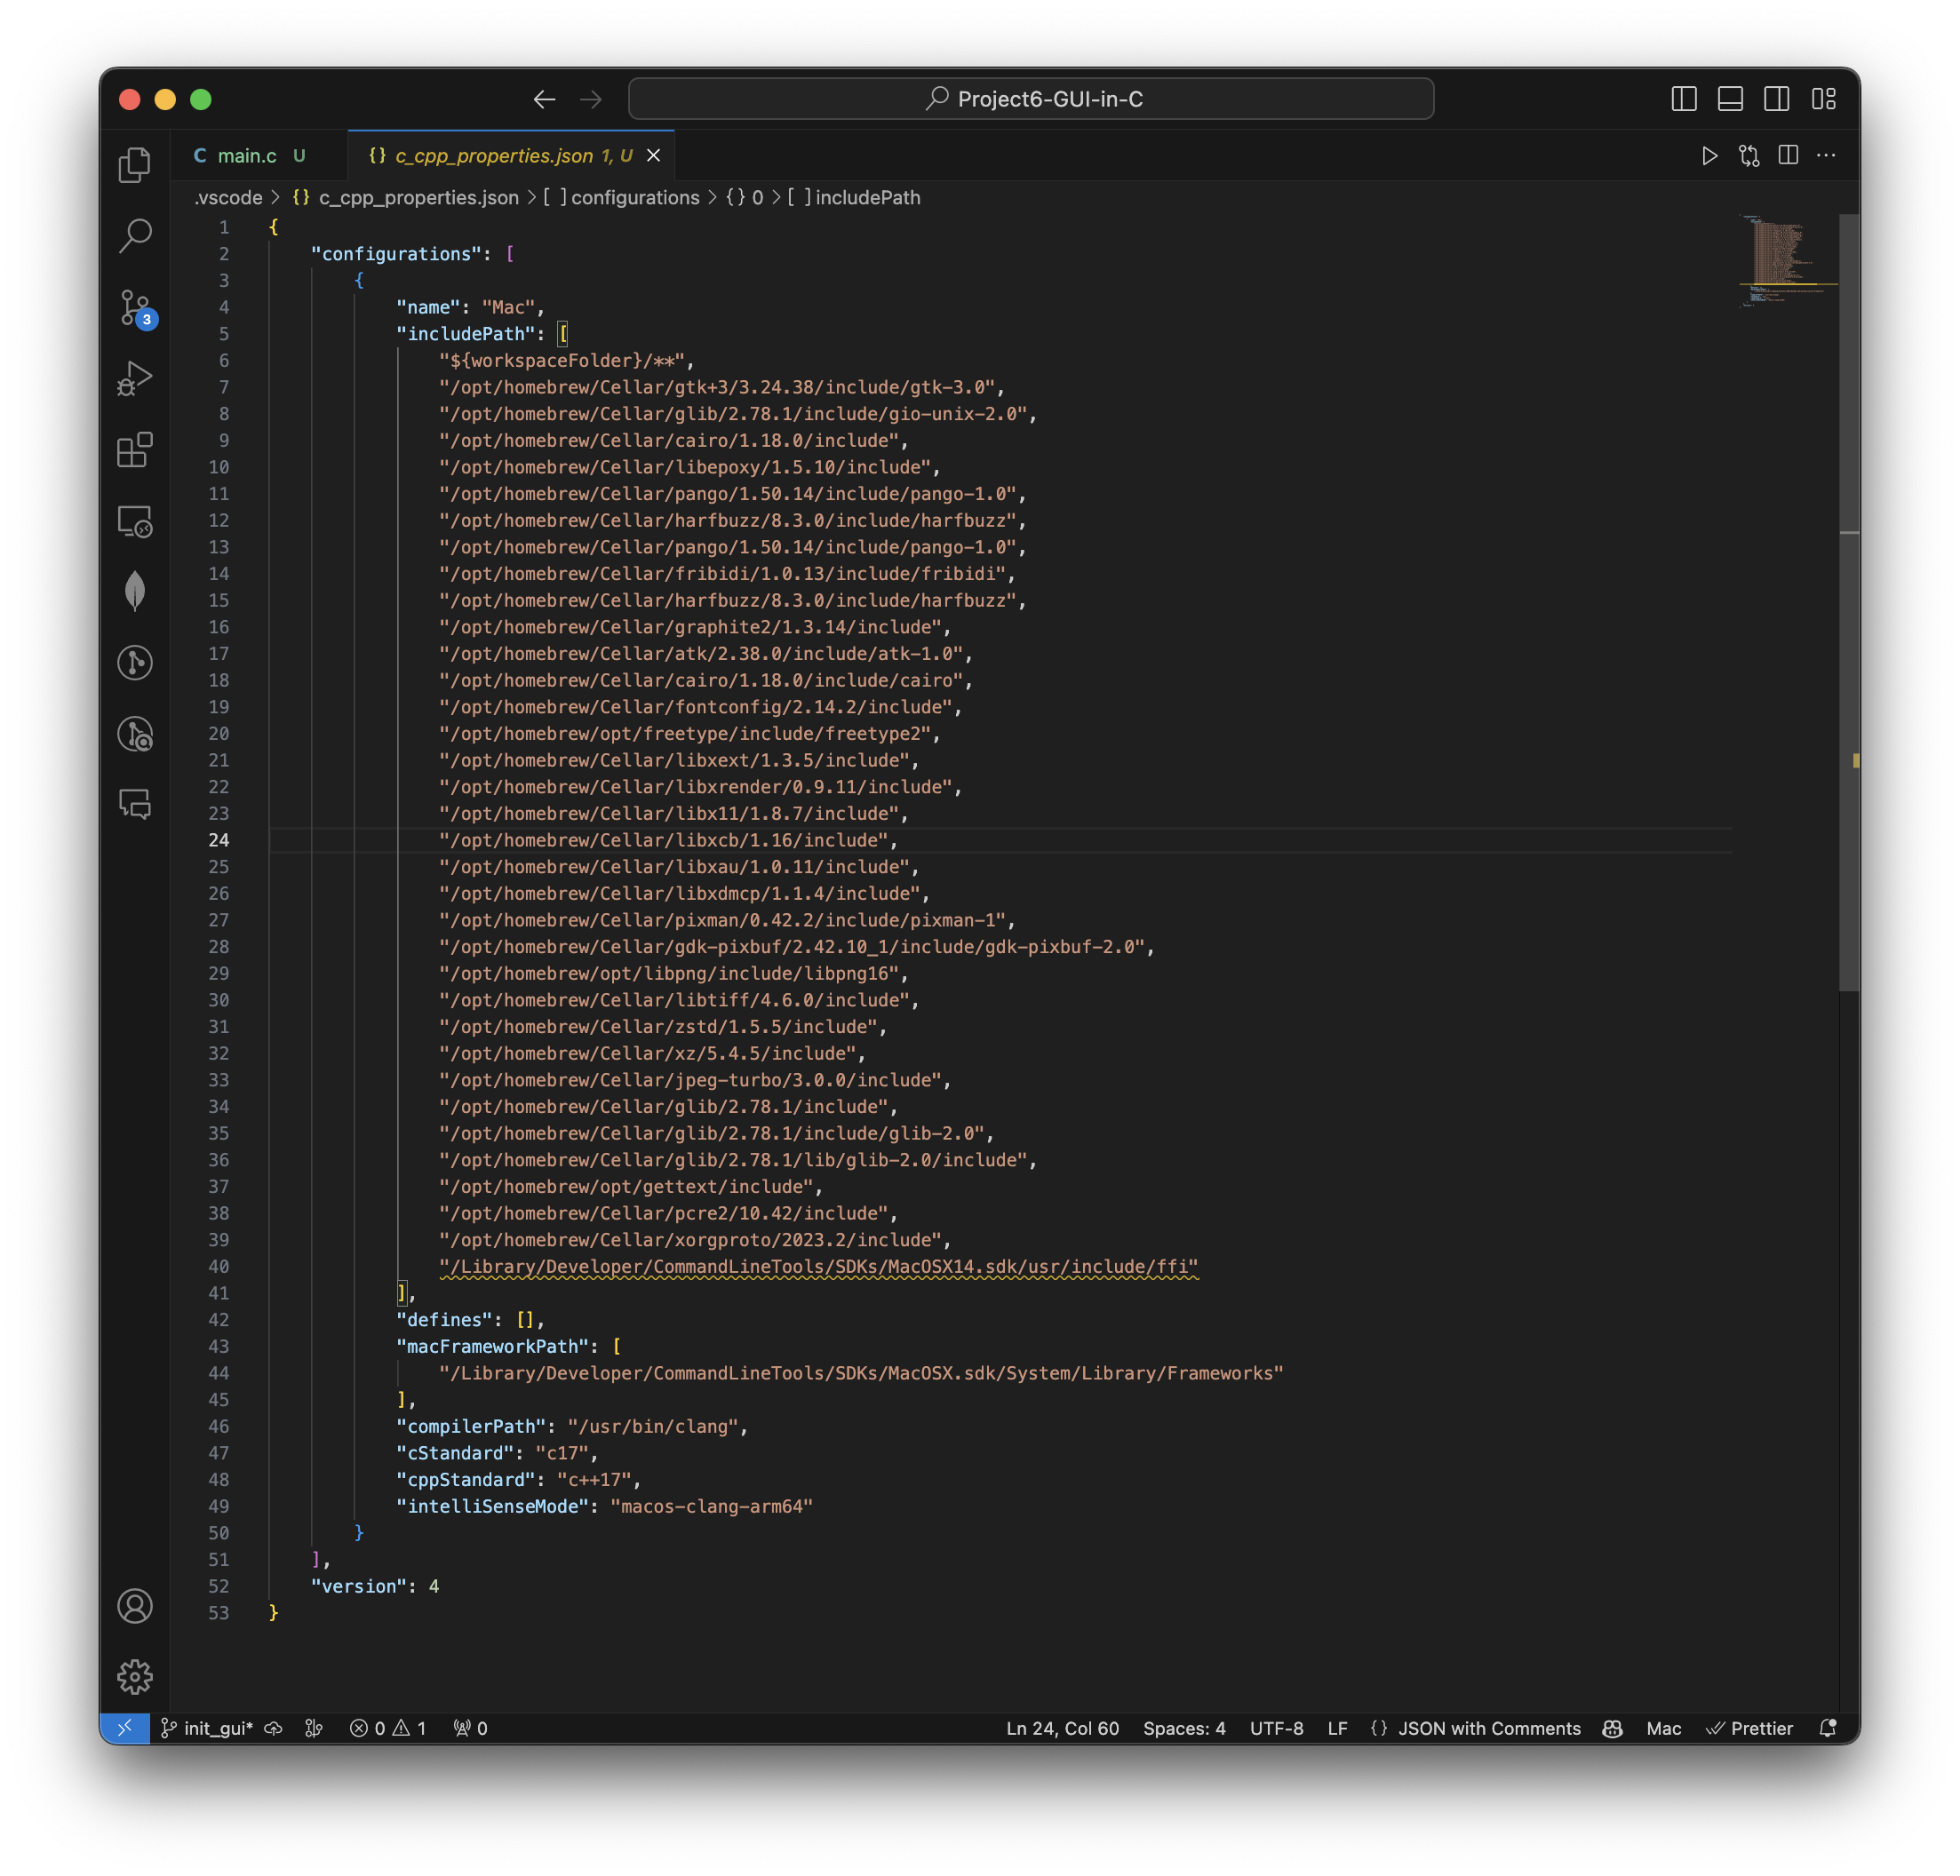 Project6-GUI-in-C
main.c U
{} c_cpp_properties.json 1, U
.vscode > {} c_cpp_properties.json > [ ] configurations > {} 0 > [ ] includePath
1 {
2 "configurations": [
3 {
4 "name": "Mac",
5 "includePath": [
6 "${workspaceFolder}/**",
7 "/opt/homebrew/Cellar/gtk+3/3.24.38/include/gtk-3.0",
8 "/opt/homebrew/Cellar/glib/2.78.1/include/gio-unix-2.0",
9 "/opt/homebrew/Cellar/cairo/1.18.0/include",
10 "/opt/homebrew/Cellar/libepoxy/1.5.10/include",
11 "/opt/homebrew/Cellar/pango/1.50.14/include/pango-1.0",
12 "/opt/homebrew/Cellar/harfbuzz/8.3.0/include/harfbuzz",
13 "/opt/homebrew/Cellar/pango/1.50.14/include/pango-1.0",
14 "/opt/homebrew/Cellar/fribidi/1.0.13/include/fribidi",
15 "/opt/homebrew/Cellar/harfbuzz/8.3.0/include/harfbuzz",
16 "/opt/homebrew/Cellar/graphite2/1.3.14/include",
17 "/opt/homebrew/Cellar/atk/2.38.0/include/atk-1.0",
18 "/opt/homebrew/Cellar/cairo/1.18.0/include/cairo",
19 "/opt/homebrew/Cellar/fontconfig/2.14.2/include",
20 "/opt/homebrew/opt/freetype/include/freetype2",
21 "/opt/homebrew/Cellar/libxext/1.3.5/include",
22 "/opt/homebrew/Cellar/libxrender/0.9.11/include",
23 "/opt/homebrew/Cellar/libx11/1.8.7/include",
24 "/opt/homebrew/Cellar/libxcb/1.16/include",
25 "/opt/homebrew/Cellar/libxau/1.0.11/include",
26 "/opt/homebrew/Cellar/libxdmcp/1.1.4/include",
27 "/opt/homebrew/Cellar/pixman/0.42.2/include/pixman-1",
28 "/opt/homebrew/Cellar/gdk-pixbuf/2.42.10_1/include/gdk-pixbuf-2.0",
29 "/opt/homebrew/opt/libpng/include/libpng16",
30 "/opt/homebrew/Cellar/libtiff/4.6.0/include",
31 "/opt/homebrew/Cellar/zstd/1.5.5/include",
32 "/opt/homebrew/Cellar/xz/5.4.5/include",
33 "/opt/homebrew/Cellar/jpeg-turbo/3.0.0/include",
34 "/opt/homebrew/Cellar/glib/2.78.1/include",
35 "/opt/homebrew/Cellar/glib/2.78.1/include/glib-2.0",
36 "/opt/homebrew/Cellar/glib/2.78.1/lib/glib-2.0/include",
37 "/opt/homebrew/opt/gettext/include",
38 "/opt/homebrew/Cellar/pcre2/10.42/include",
39 "/opt/homebrew/Cellar/xorgproto/2023.2/include",
40 "/Library/Developer/CommandLineTools/SDKs/MacOSX14.sdk/usr/include/ffi"
41 ],
42 "defines": [],
43 "macFrameworkPath": [
44 "/Library/Developer/CommandLineTools/SDKs/MacOSX.sdk/System/Library/Frameworks"
45 ],
46 "compilerPath": "/usr/bin/clang",
47 "cStandard": "c17",
48 "cppStandard": "c++17",
49 "intelliSenseMode": "macos-clang-arm64"
50 }
51 ],
52 "version": 4
53 }
3
init_gui* 0 1 0 Ln 24, Col 60 Spaces: 4 UTF-8 LF {} JSON with Comments Mac Prettier